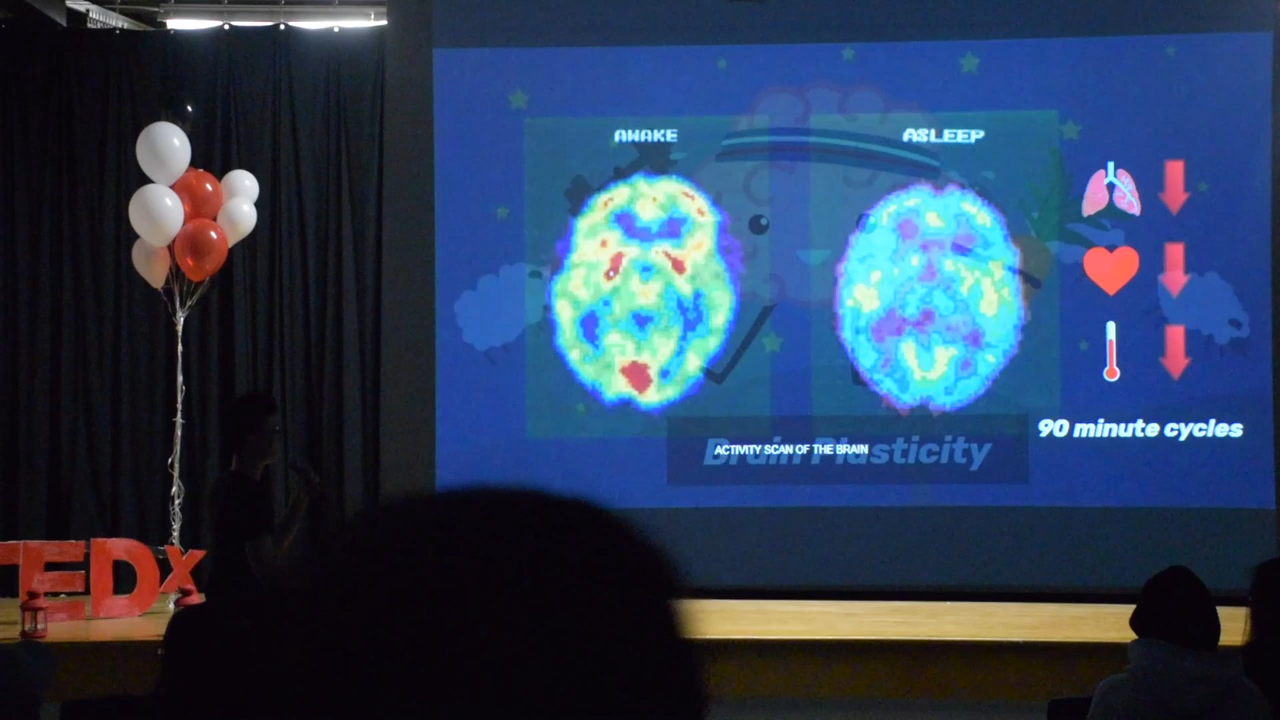 AWAKE
ASLEEP
90 minute cycles
Brain Plasticity
ACTIVITY SCAN OF THE BRAIN
TEDx